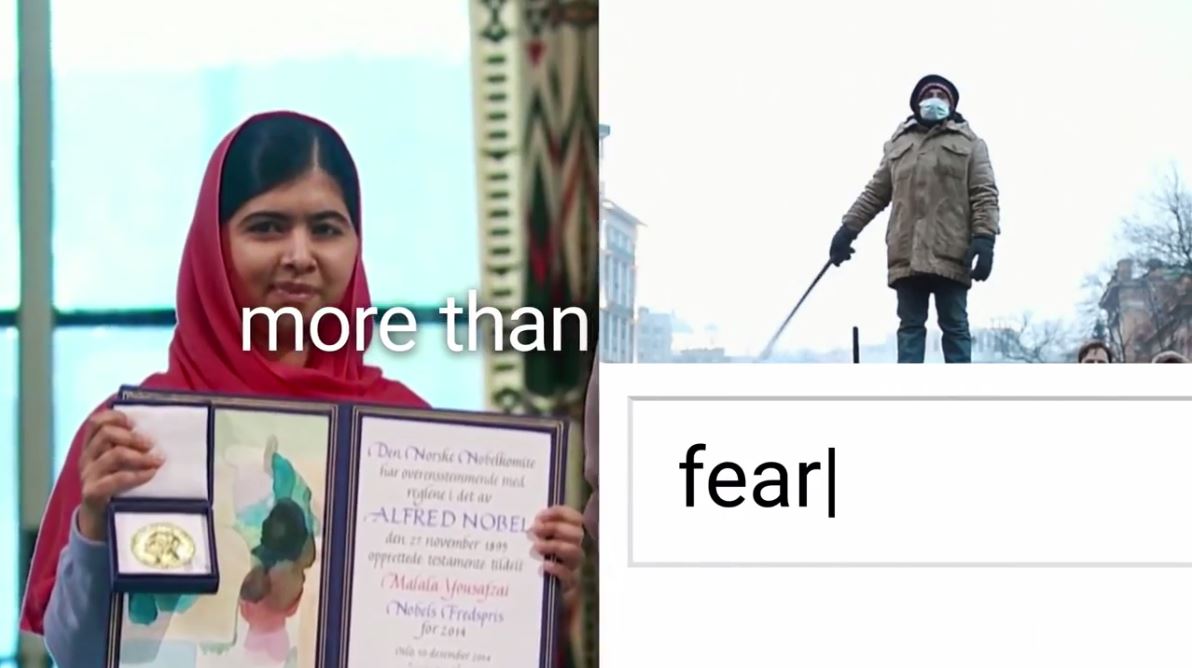 more than
fear
Den Norske Nobelkomite
har overensstemmende med
reglene i det av
ALFRED NOBEL
den 27 november 1895
opprettede testamente tildelt
Malala Yousafzai
Nobels Fredspris
for 2014
Oslo, 10 desember 2014